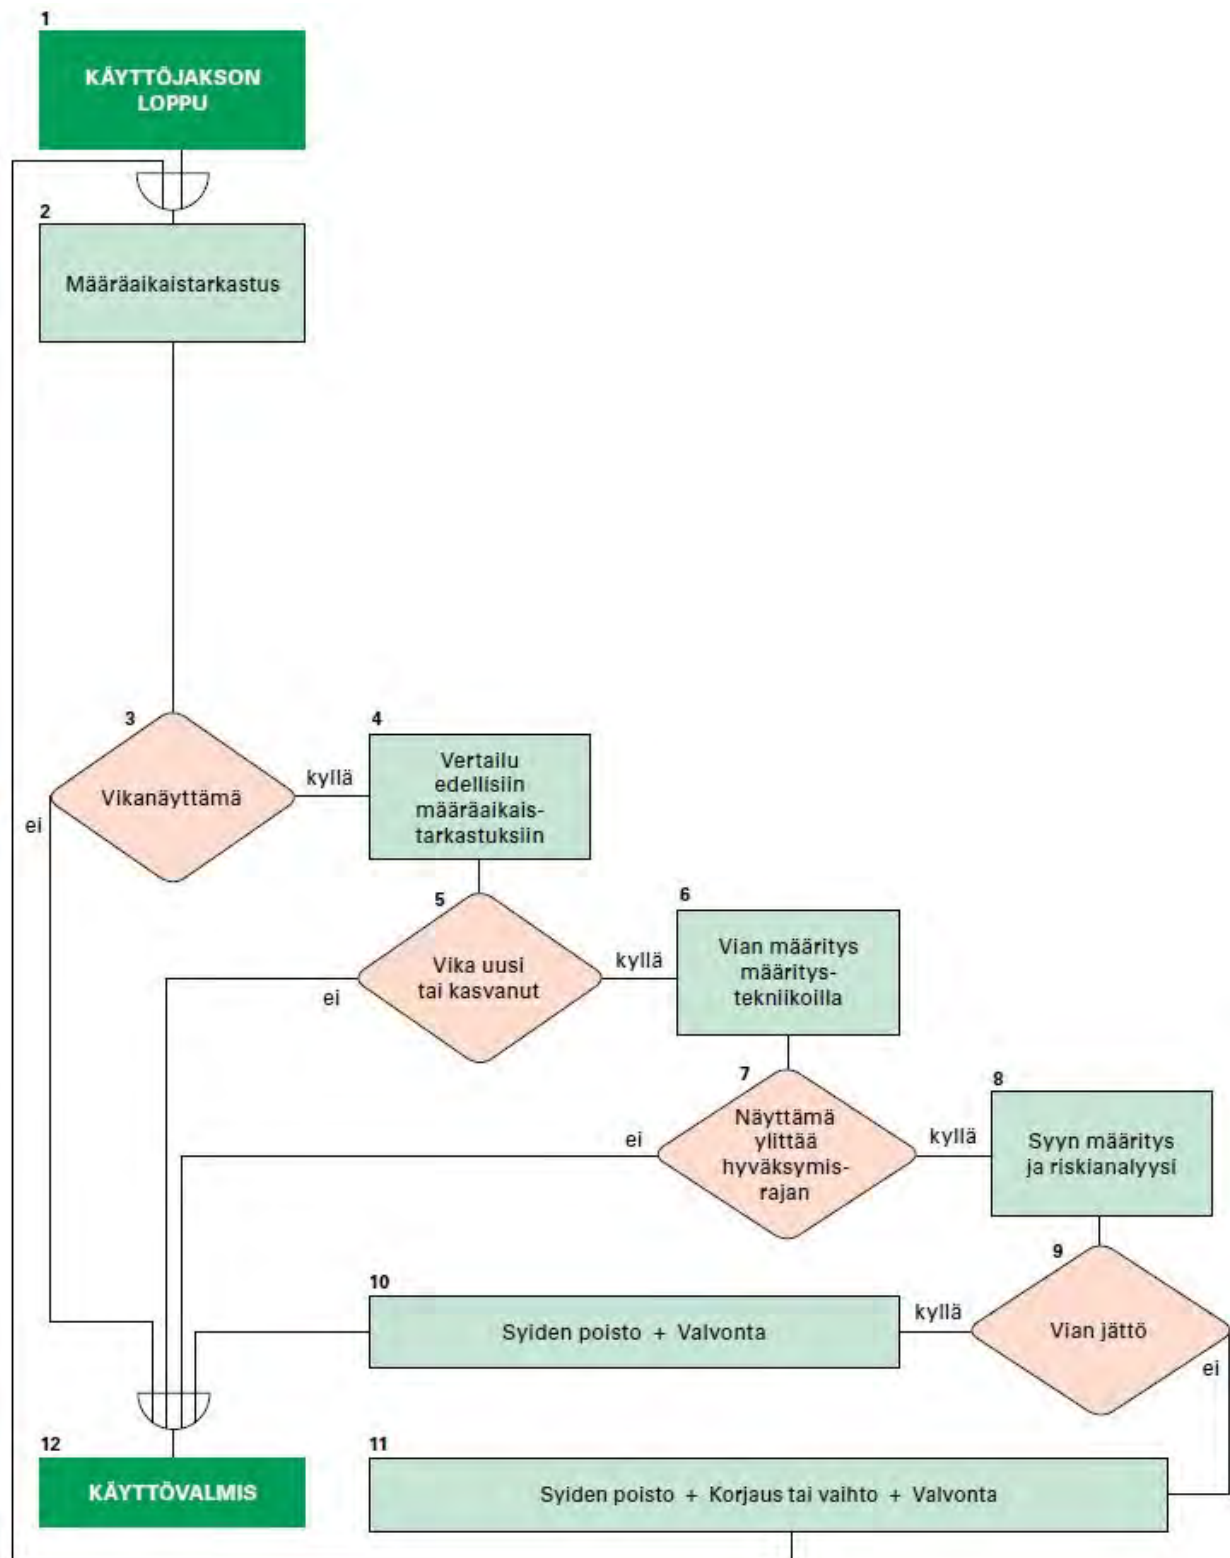 1
KÄYTTÖJAKSON
LOPPU
2
Määräaikaistarkastus
3
Vikanäyttämä
kyllä
ei
4
Vertailu
edellisiin
määräaikais-
tarkastuksiin
5
Vika uusi
tai kasvanut
kyllä
ei
6
Vian määritys
määritys-
tekniikoilla
7
Näyttämä
ylittää
hyväksymis-
rajan
ei
kyllä
8
Syyn määritys
ja riskianalyysi
9
Vian jättö
kyllä
ei
10
Syiden poisto + Valvonta
11
Syiden poisto + Korjaus tai vaihto + Valvonta
12
KÄYTTÖVALMIS